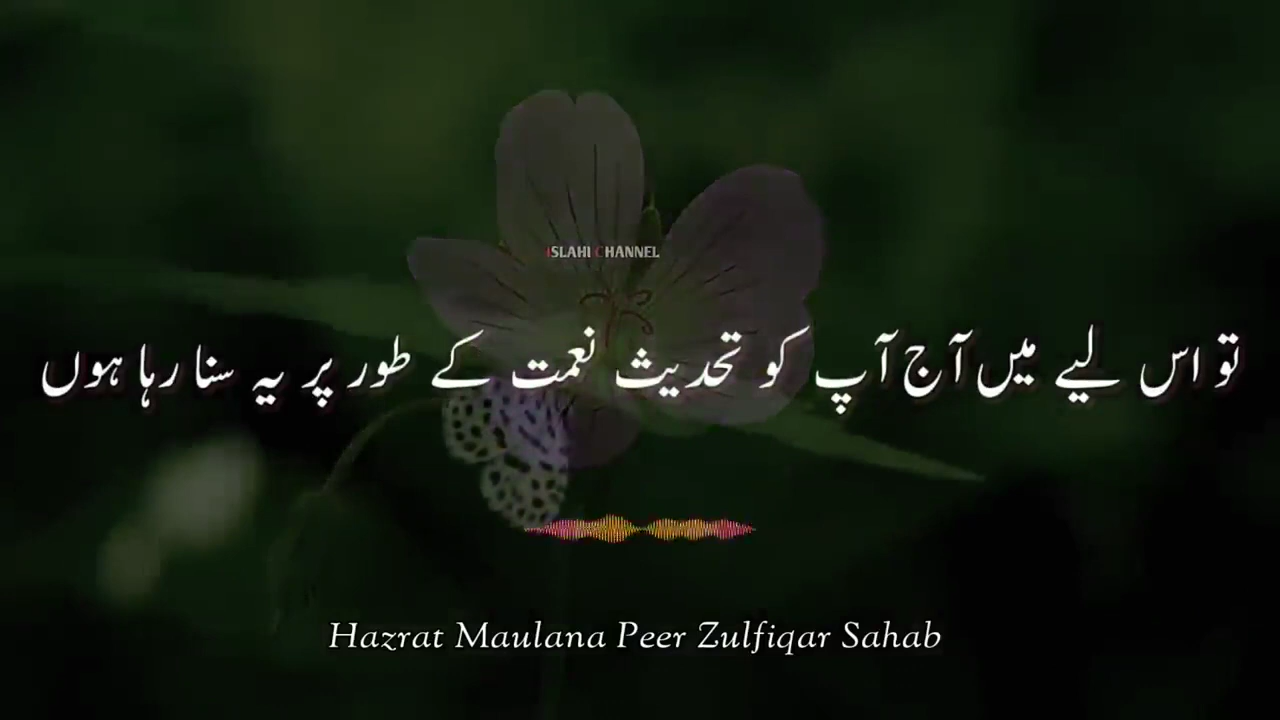 ISLAHI CHANNEL
تو اس لیے میں آج آپ کو تحدیث نعمت کے طور پر یہ سنا رہا ہوں
Hazrat Maulana Peer Zulfiqar Sahab